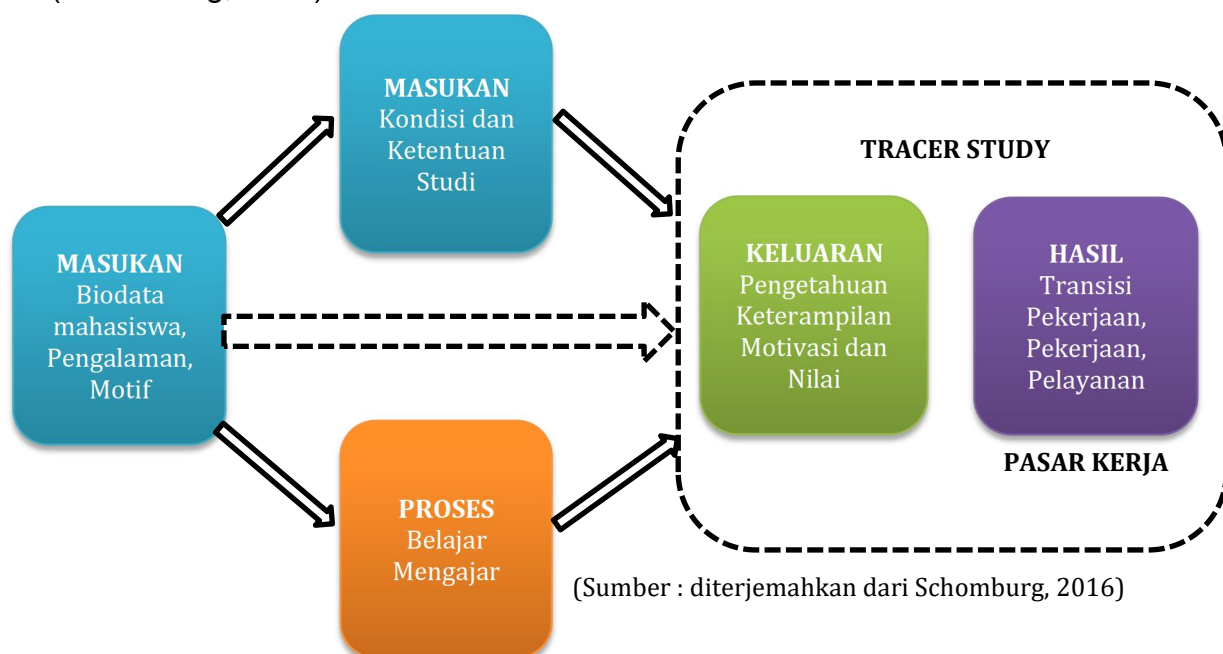 MASUKAN
Kondisi dan
Ketentuan
Studi
TRACER STUDY
MASUKAN
Biodata
mahasiswa,
Pengalaman,
Motif
KELUARAN
Pengetahuan
Keterampilan
Motivasi dan
Nilai
HASIL
Transisi
Pekerjaan,
Pekerjaan,
Pelayanan
PASAR KERJA
PROSES
Belajar
Mengajar
(Sumber : diterjemahkan dari Schomburg, 2016)